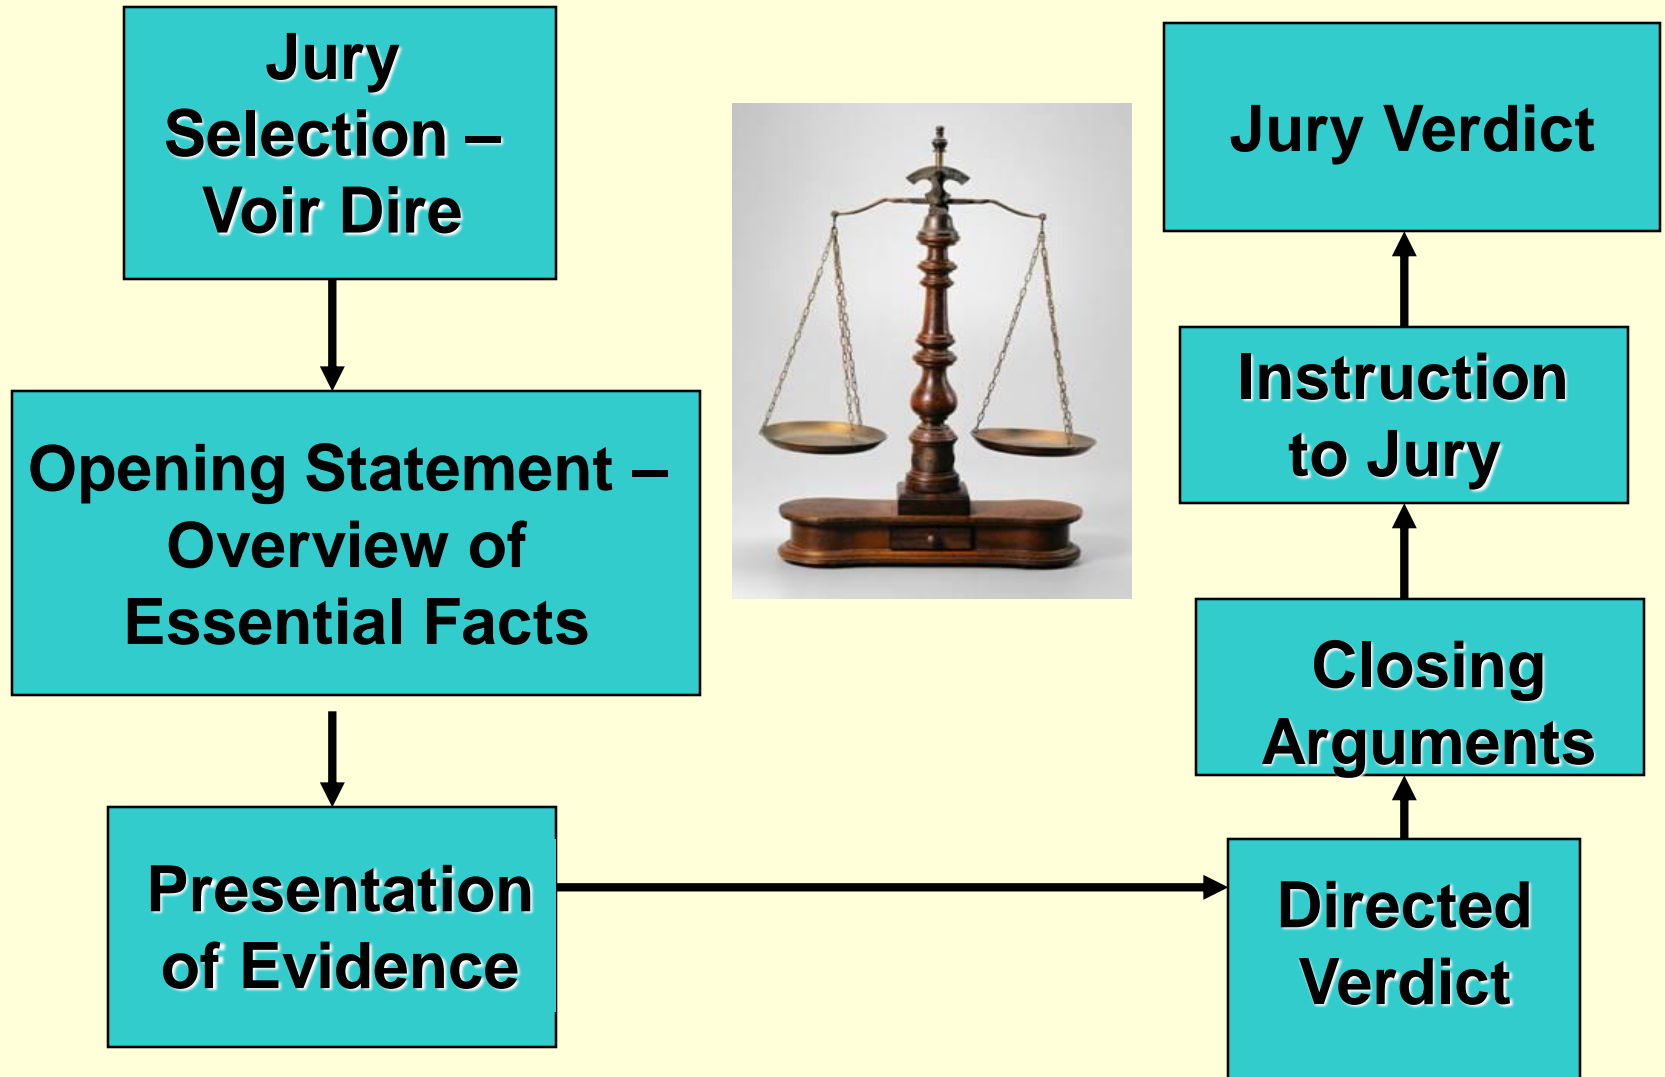 Jury
Selection –
Voir Dire
Opening Statement –
Overview of
Essential Facts
Presentation
of Evidence
Directed
Verdict
Closing
Arguments
Instruction
to Jury
Jury Verdict